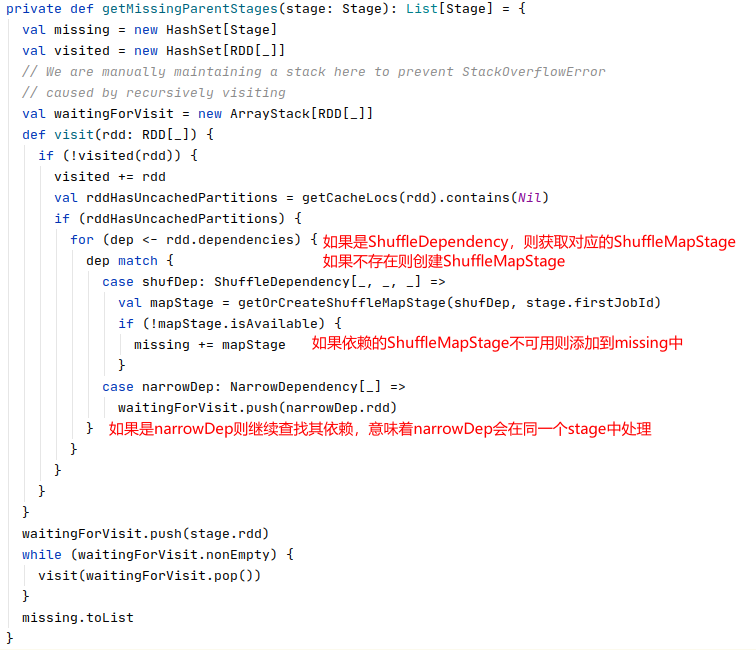 private def getMissingParentStages(stage: Stage): List[Stage] = {
  val missing = new HashSet[Stage]
  val visited = new HashSet[RDD[_]]
  // We are manually maintaining a stack here to prevent StackOverflowError
  // caused by recursively visiting
  val waitingForVisit = new ArrayStack[RDD[_]]
  def visit(rdd: RDD[_]) {
    if (!visited(rdd)) {
      visited += rdd
      val rddHasUncachedPartitions = getCacheLocs(rdd).contains(Nil)
      if (rddHasUncachedPartitions) {
        for (dep <- rdd.dependencies) { 如果是ShuffleDependency，则获取对应的ShuffleMapStage
          dep match { 如果不存在则创建ShuffleMapStage
            case shufDep: ShuffleDependency[_, _, _] =>
              val mapStage = getOrCreateShuffleMapStage(shufDep, stage.firstJobId)
              if (!mapStage.isAvailable) {
                missing += mapStage 如果依赖的ShuffleMapStage不可用则添加到missing中
              }
            case narrowDep: NarrowDependency[_] =>
              waitingForVisit.push(narrowDep.rdd)
          } 如果是narrowDep则继续查找其依赖，意味着narrowDep会在同一个stage中处理
        }
      }
    }
  }
  waitingForVisit.push(stage.rdd)
  while (waitingForVisit.nonEmpty) {
    visit(waitingForVisit.pop())
  }
  missing.toList
}